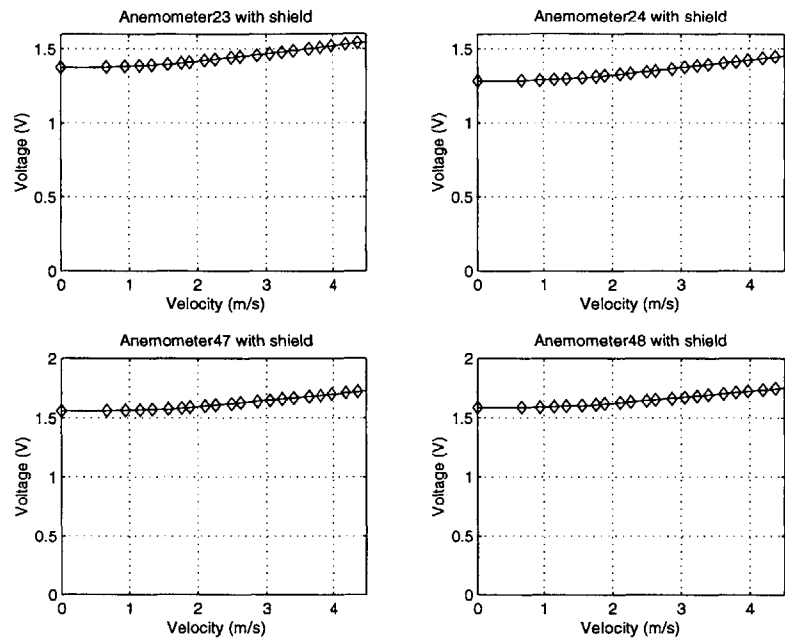 Anemometer23 with shield
1.5
1
0.5
0
Voltage (V)
0 1 2 3 4
Velocity (m/s)
Anemometer24 with shield
1.5
1
0.5
0
Voltage (V)
0 1 2 3 4
Velocity (m/s)
Anemometer47 with shield
2
1.5
1
0.5
0
Voltage (V)
0 1 2 3 4
Velocity (m/s)
Anemometer48 with shield
2
1.5
1
0.5
0
Voltage (V)
0 1 2 3 4
Velocity (m/s)